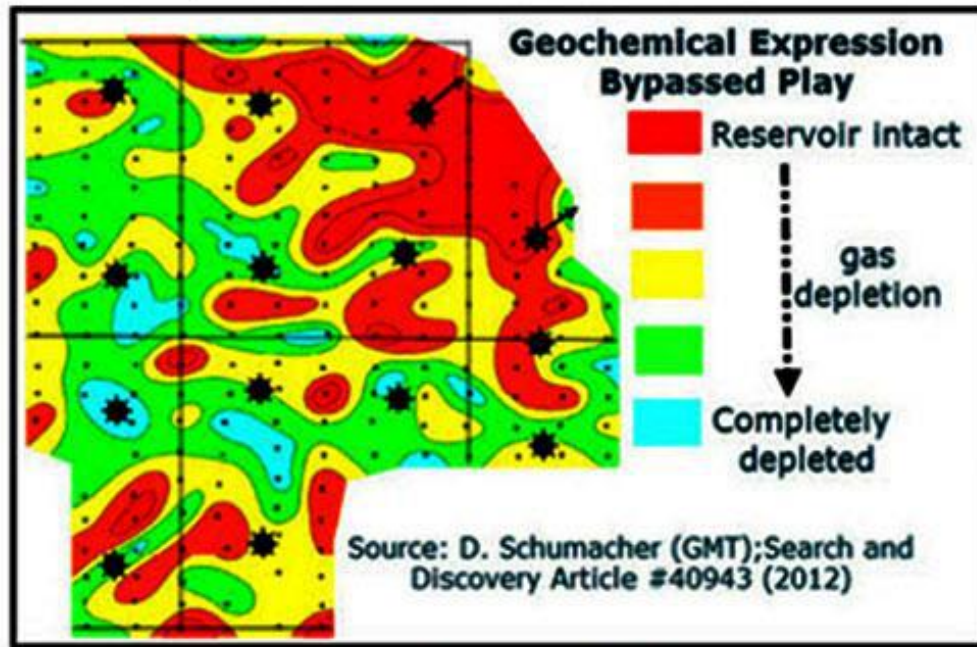 Geochemical Expression
Bypassed Play
Reservoir intact
gas
depletion
Completely
depleted
Source: D. Schumacher (GMT);Search and
Discovery Article #40943 (2012)